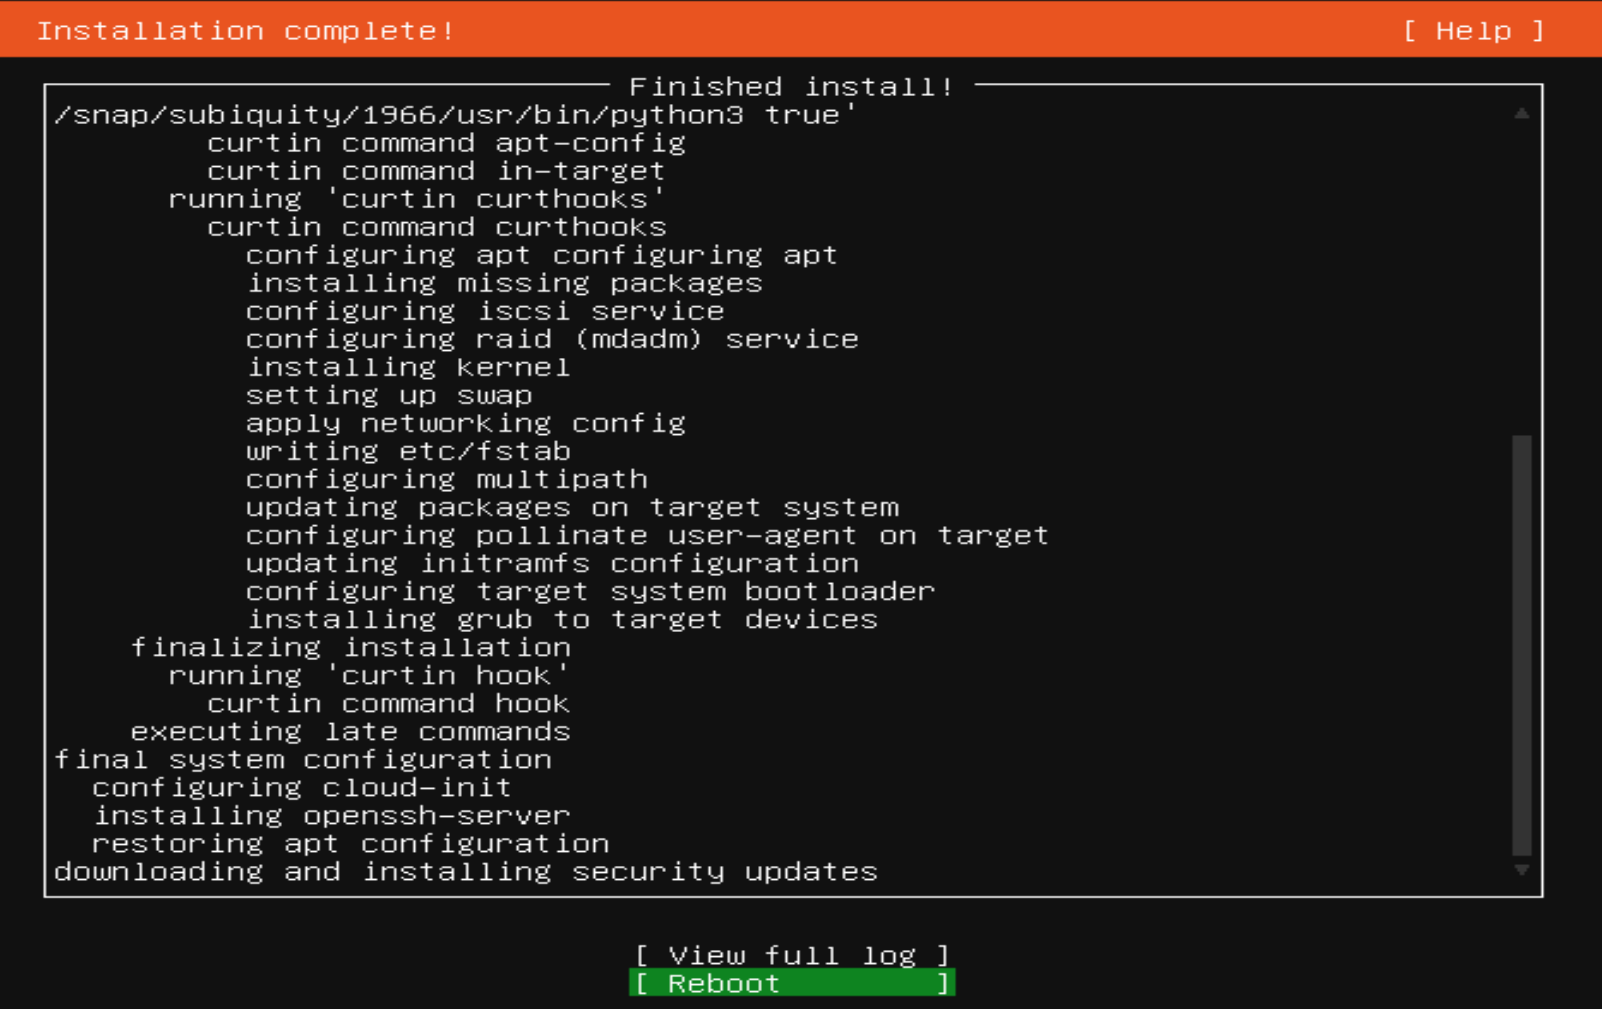 Installation complete! [ Help ]
Finished install!
/snap/subiquity/1966/usr/bin/python3 true'
curtin command apt-config
curtin command in-target
running 'curtin curthooks'
curtin command curthooks
configuring apt configuring apt
installing missing packages
configuring iscsi service
configuring raid (mdadm) service
installing kernel
setting up swap
apply networking config
writing etc/fstab
configuring multipath
updating packages on target system
configuring pollinate user-agent on target
updating initramfs configuration
configuring target system bootloader
installing grub to target devices
finalizing installation
running 'curtin hook'
curtin command hook
executing late commands
final system configuration
configuring cloud-init
installing openssh-server
restoring apt configuration
downloading and installing security updates
[ View full log ]
[ Reboot ]